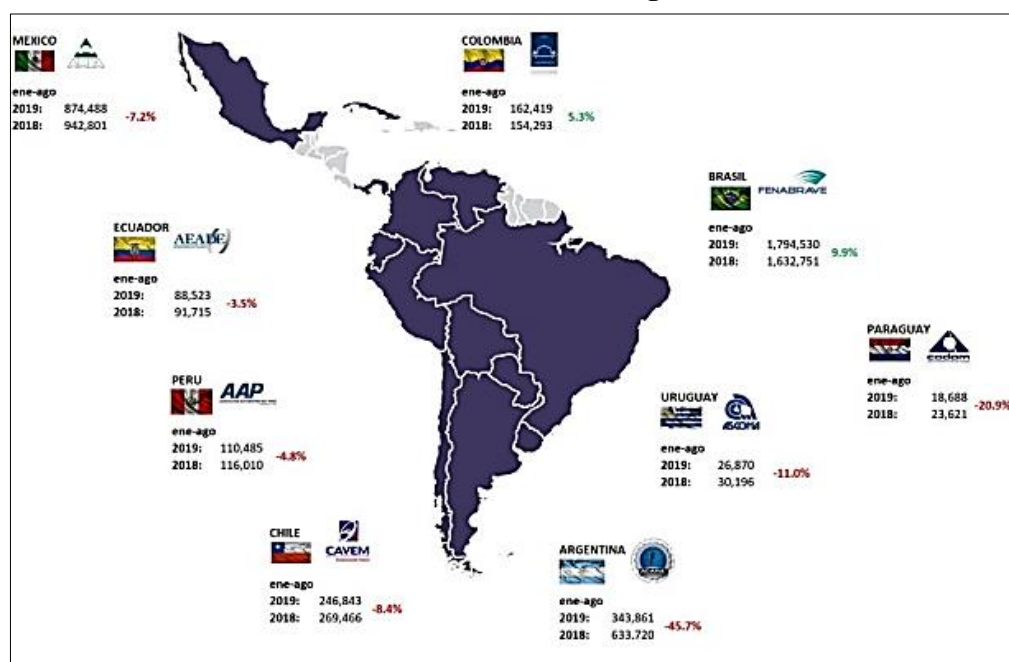 MEXICO
ene-ago
2019: 874,488
2018: 942,801
-7.2%
COLOMBIA
ene-ago
2019: 162,419
2018: 154,293
5.3%
BRASIL
FENABRAVE
ene-ago
2019: 1,794,530
2018: 1,632,751
9.9%
ECUADOR
AEADE
ene-ago
2019: 88,523
2018: 91,715
-3.5%
PARAGUAY
cadam
ene-ago
2019: 18,688
2018: 23,621
-20.9%
PERU
AAP
ene-ago
2019: 110,485
2018: 116,010
-4.8%
URUGUAY
ASCOMA
ene-ago
2019: 26,870
2018: 30,196
-11.0%
CHILE
CAVEM
ene-ago
2019: 246,843
2018: 269,466
-8.4%
ARGENTINA
ACARA
ene-ago
2019: 343,861
2018: 633.720
-45.7%